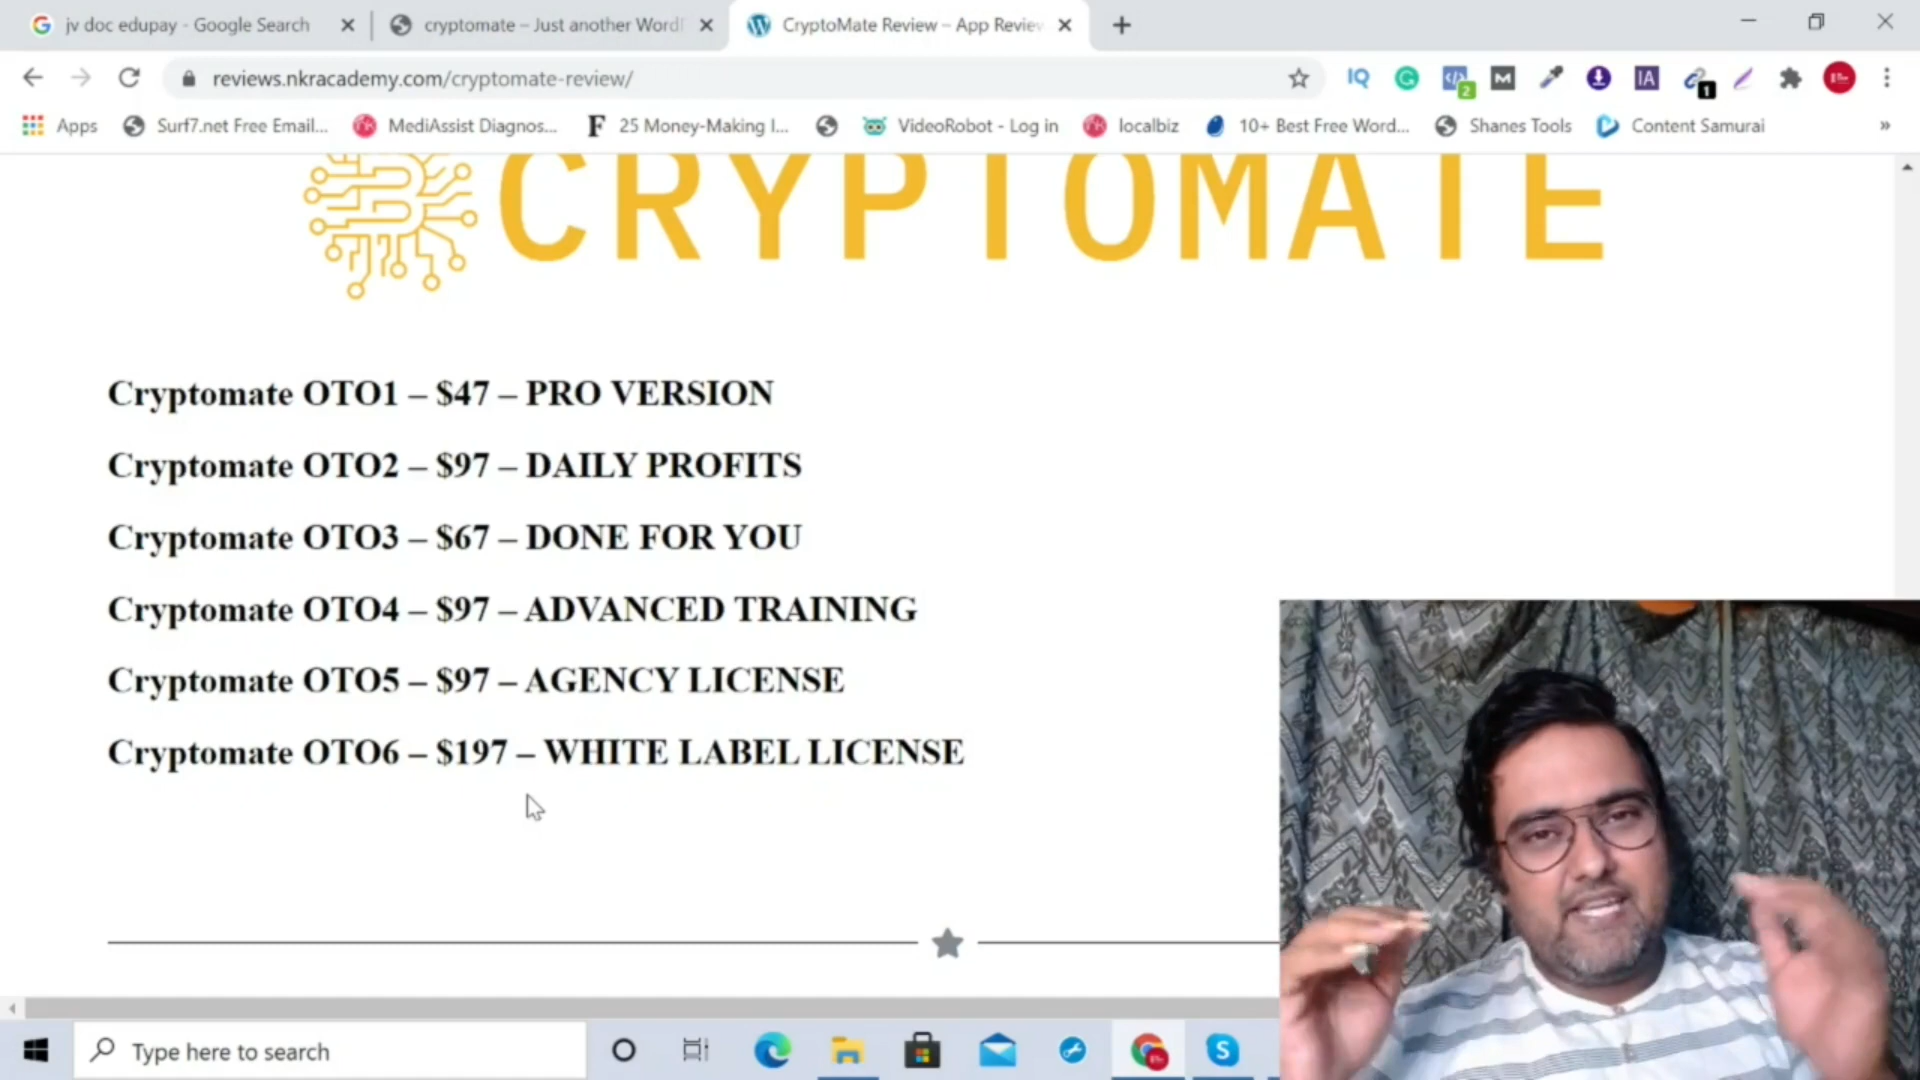 jv doc edupay - Google Search
cryptomate – Just another Word
CryptoMate Review – App Review
reviews.nkracademy.com/cryptomate-review/
IQ
2
M
IA
1
Apps
Surf7.net Free Email...
MediAssist Diagnos...
25 Money-Making I...
VideoRobot - Log in
localbiz
10+ Best Free Word...
Shanes Tools
Content Samurai
»
CRYPTOMATE
Cryptomate OTO1 – $47 – PRO VERSION
Cryptomate OTO2 – $97 – DAILY PROFITS
Cryptomate OTO3 – $67 – DONE FOR YOU
Cryptomate OTO4 – $97 – ADVANCED TRAINING
Cryptomate OTO5 – $97 – AGENCY LICENSE
Cryptomate OTO6 – $197 – WHITE LABEL LICENSE
Type here to search